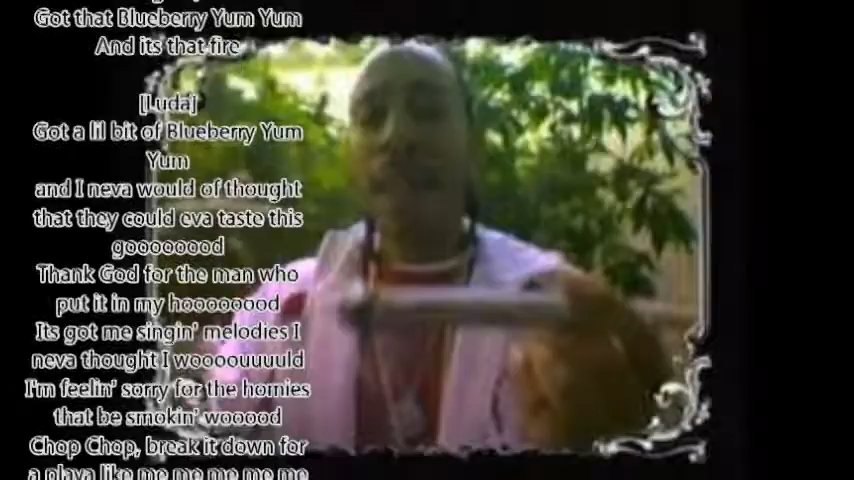 Got that Blueberry Yum Yum
And its that fire
[Luda]
Got a lil bit of Blueberry Yum
Yum
and I neva would of thought
that they could eva taste this
goooooood
Thank God for the man who
put it in my hooooooood
Its got me singin' melodies I
neva thought I woooouuuuld
I'm feelin' sorry for the homies
that be smokin' wooood
Chop Chop, break it down for
a playa like me me me me me